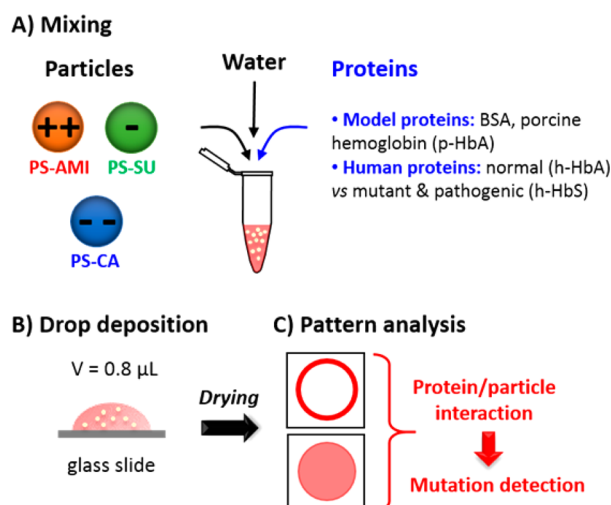 A) Mixing
Particles
Water
Proteins
++
-
PS-AMI
PS-SU
- -
PS-CA
• Model proteins: BSA, porcine
hemoglobin (p-HbA)
• Human proteins: normal (h-HbA)
vs mutant & pathogenic (h-HbS)
B) Drop deposition
V = 0.8 µL
glass slide
Drying
C) Pattern analysis
Protein/particle
interaction
Mutation detection